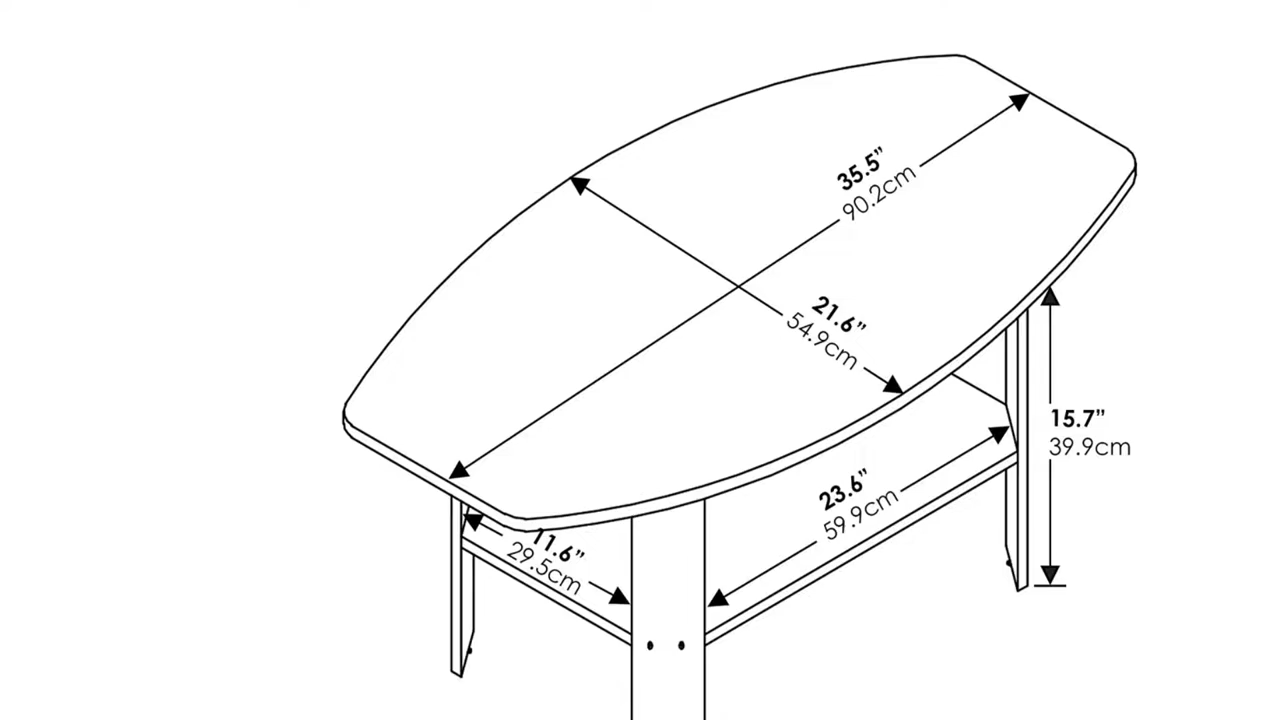 35.5”
90.2cm
21.6”
54.9cm
15.7”
39.9cm
23.6”
59.9cm
11.6”
29.5cm